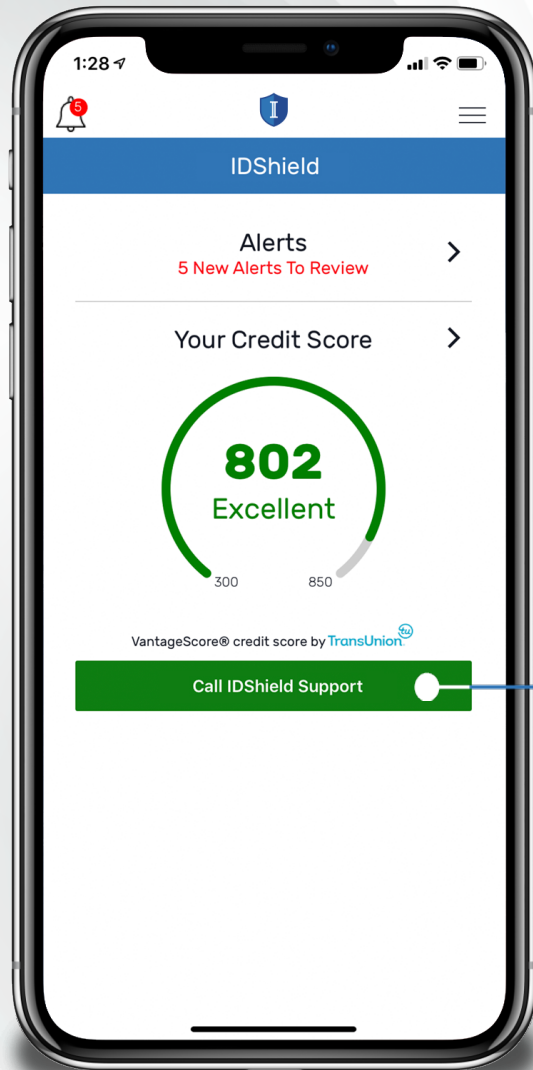 1:28
5
I
IDShield
Alerts
5 New Alerts To Review
Your Credit Score
802
Excellent
300 850
VantageScore® credit score by TransUnion
tu
Call IDShield Support